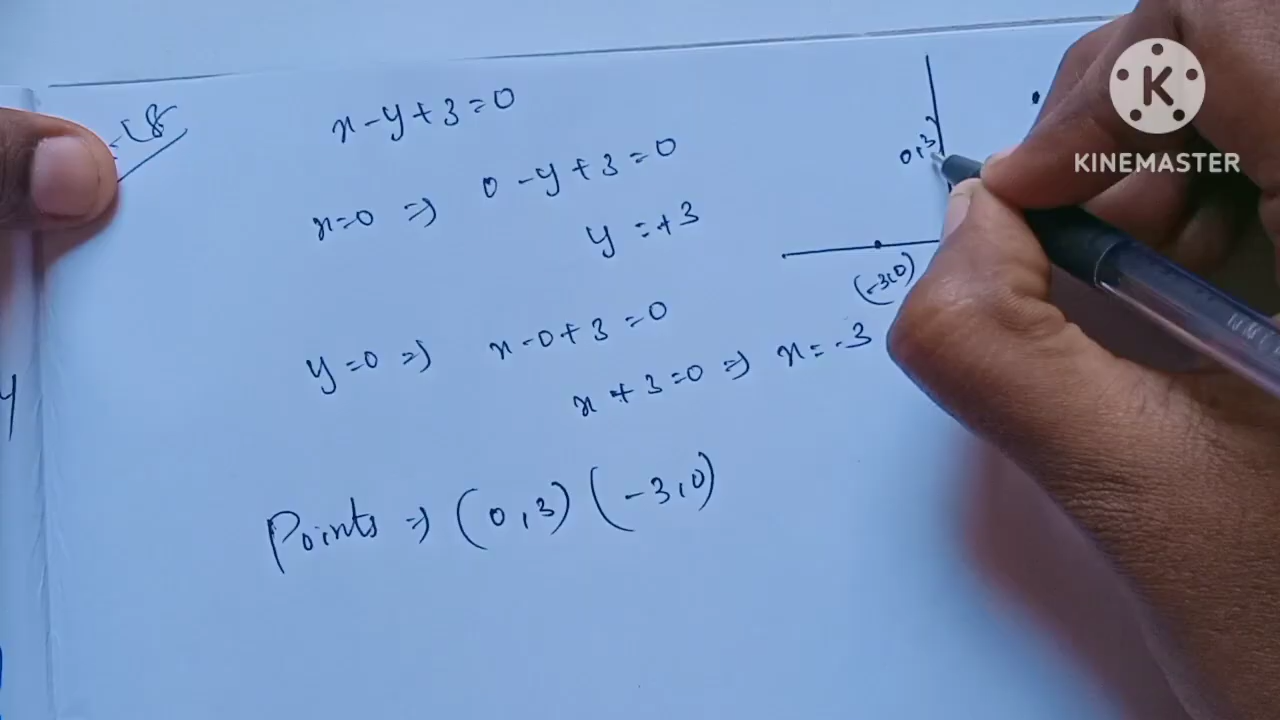 x-y+3=0
x=0 => 0-y+3=0
y=+3
y=0 => x-0+3=0
x+3=0 => x=-3
Points => (0,3) (-3,0)
0,3
(-3,0)
K
KINEMASTER